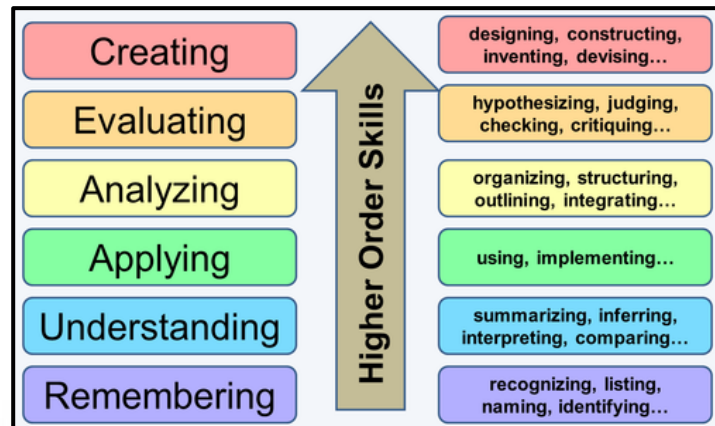 Creating
designing, constructing,
inventing, devising...
Evaluating
hypothesizing, judging,
checking, critiquing...
Analyzing
organizing, structuring,
outlining, integrating...
Applying
using, implementing...
Understanding
summarizing, inferring,
interpreting, comparing...
Remembering
recognizing, listing,
naming, identifying...
Higher Order Skills